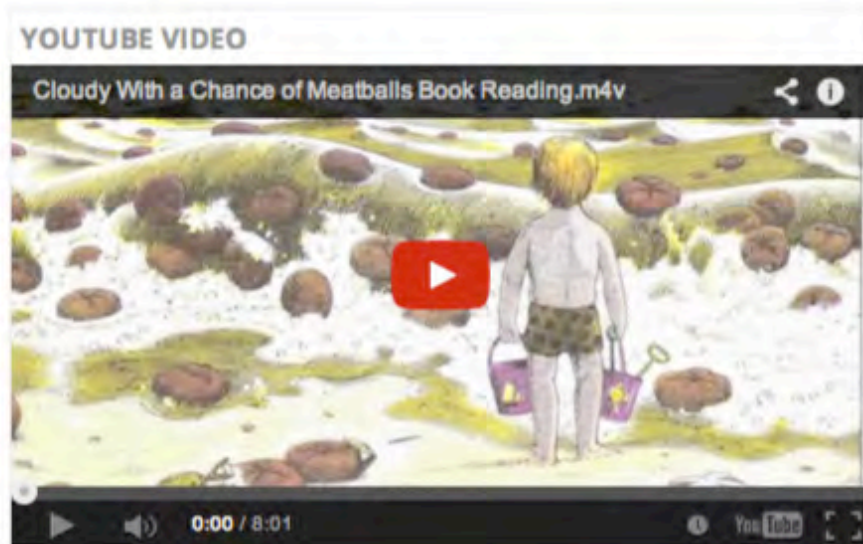 YOUTUBE VIDEO
Cloudy With a Chance of Meatballs Book Reading.m4v
0:00 / 8:01
YouTube